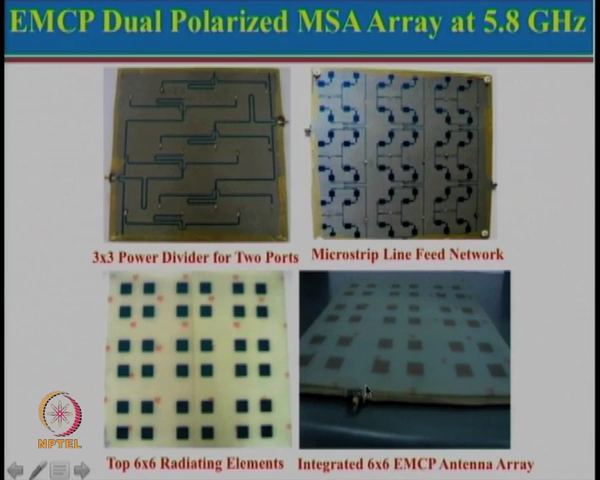 EMCP Dual Polarized MSA Array at 5.8 GHz
3x3 Power Divider for Two Ports
Microstrip Line Feed Network
Top 6x6 Radiating Elements
Integrated 6x6 EMCP Antenna Array
NPTEL